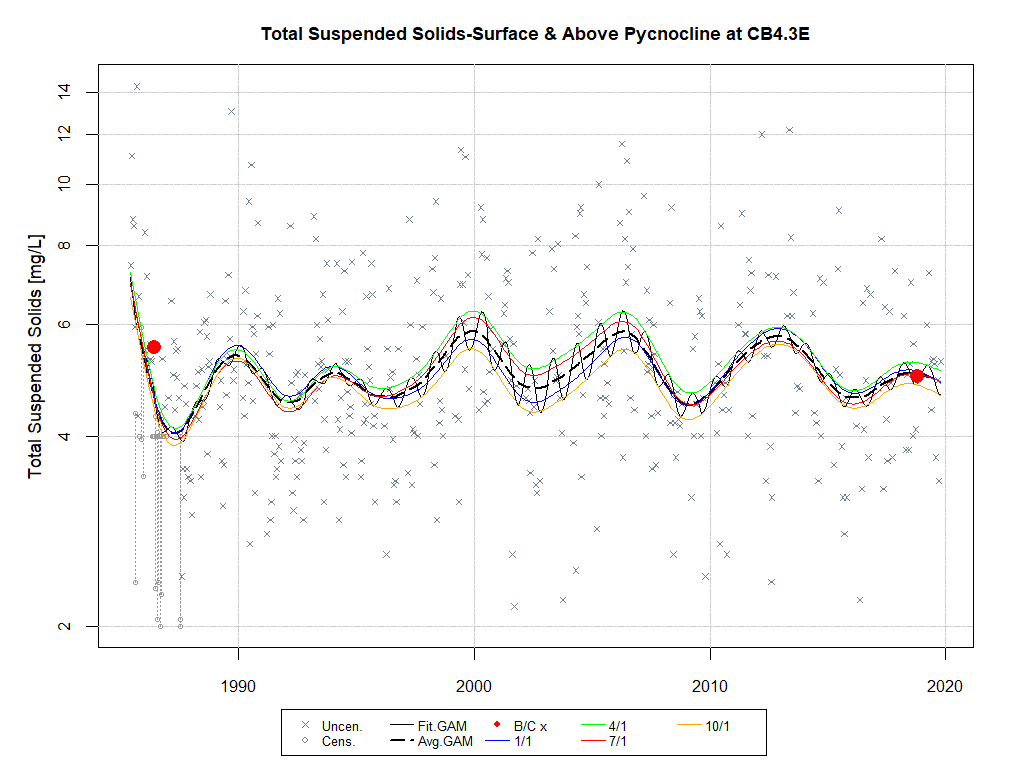 Total Suspended Solids-Surface & Above Pycnocline at CB4.3E
Total Suspended Solids [mg/L]
14
12
10
8
6
4
2
1990 2000 2010 2020
Uncen. Fit.GAM B/C x 4/1 10/1
Cens. Avg.GAM 1/1 7/1